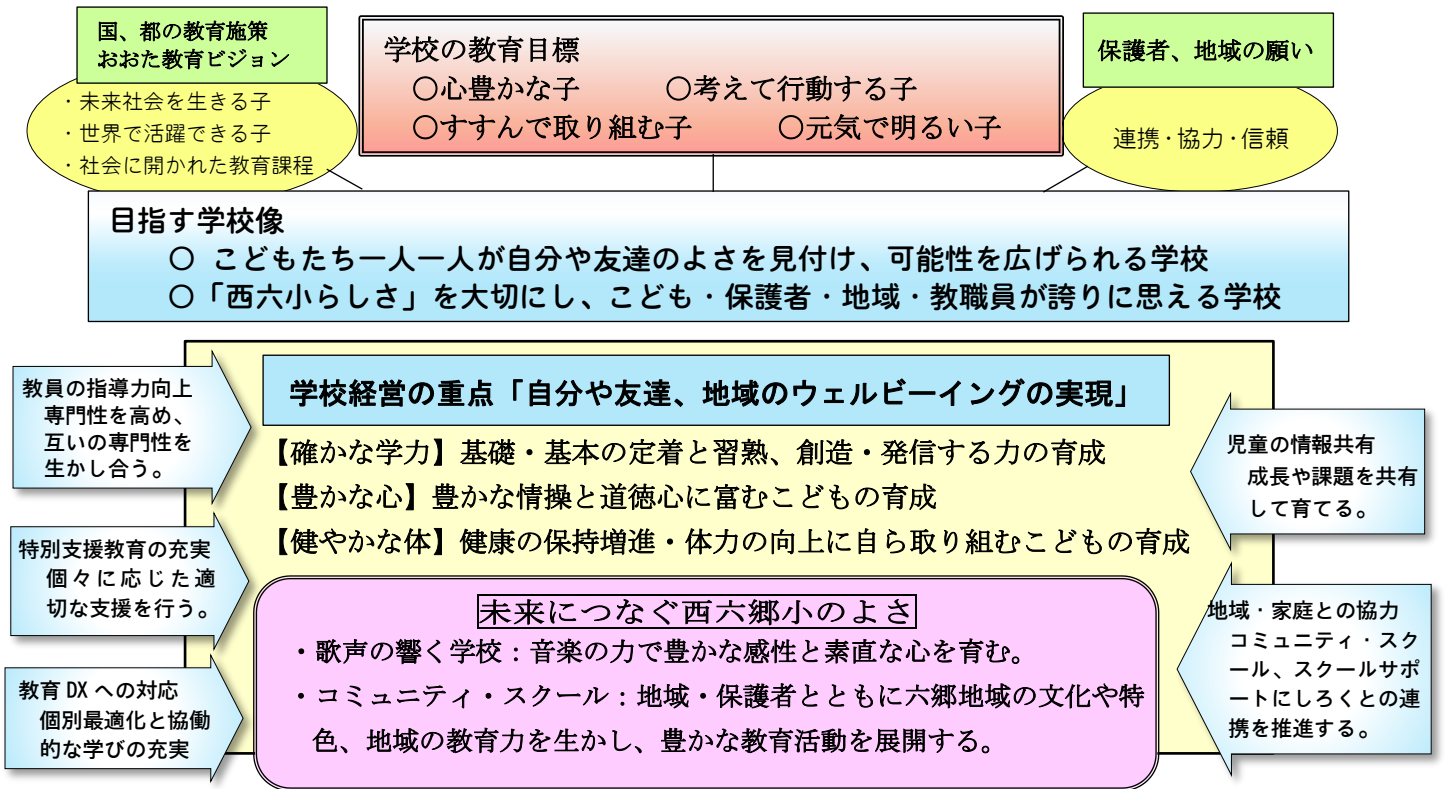 国、都の教育施策
おおた教育ビジョン
・未来社会を生きる子
・世界で活躍できる子
・社会に開かれた教育課程
学校の教育目標
○心豊かな子　　　○考えて行動する子
○すすんで取り組む子　　　○元気で明るい子
保護者、地域の願い
連携・協力・信頼
目指す学校像
○ こどもたち一人一人が自分や友達のよさを見付け、可能性を広げられる学校
○「西六小らしさ」を大切にし、こども・保護者・地域・教職員が誇りに思える学校
教員の指導力向上
専門性を高め、
互いの専門性を
生かし合う。
特別支援教育の充実
個々に応じた適
切な支援を行う。
教育 DX への対応
個別最適化と協働
的な学びの充実
学校経営の重点「自分や友達、地域のウェルビーイングの実現」
【確かな学力】基礎・基本の定着と習熟、創造・発信する力の育成
【豊かな心】豊かな情操と道徳心に富むこどもの育成
【健やかな体】健康の保持増進・体力の向上に自ら取り組むこどもの育成
未来につなぐ西六郷小のよさ
・歌声の響く学校：音楽の力で豊かな感性と素直な心を育む。
・コミュニティ・スクール：地域・保護者とともに六郷地域の文化や特
色、地域の教育力を生かし、豊かな教育活動を展開する。
児童の情報共有
成長や課題を共有
して育てる。
地域・家庭との協力
コミュニティ・スク
ール、スクールサポ
ートにしろくとの連
携を推進する。